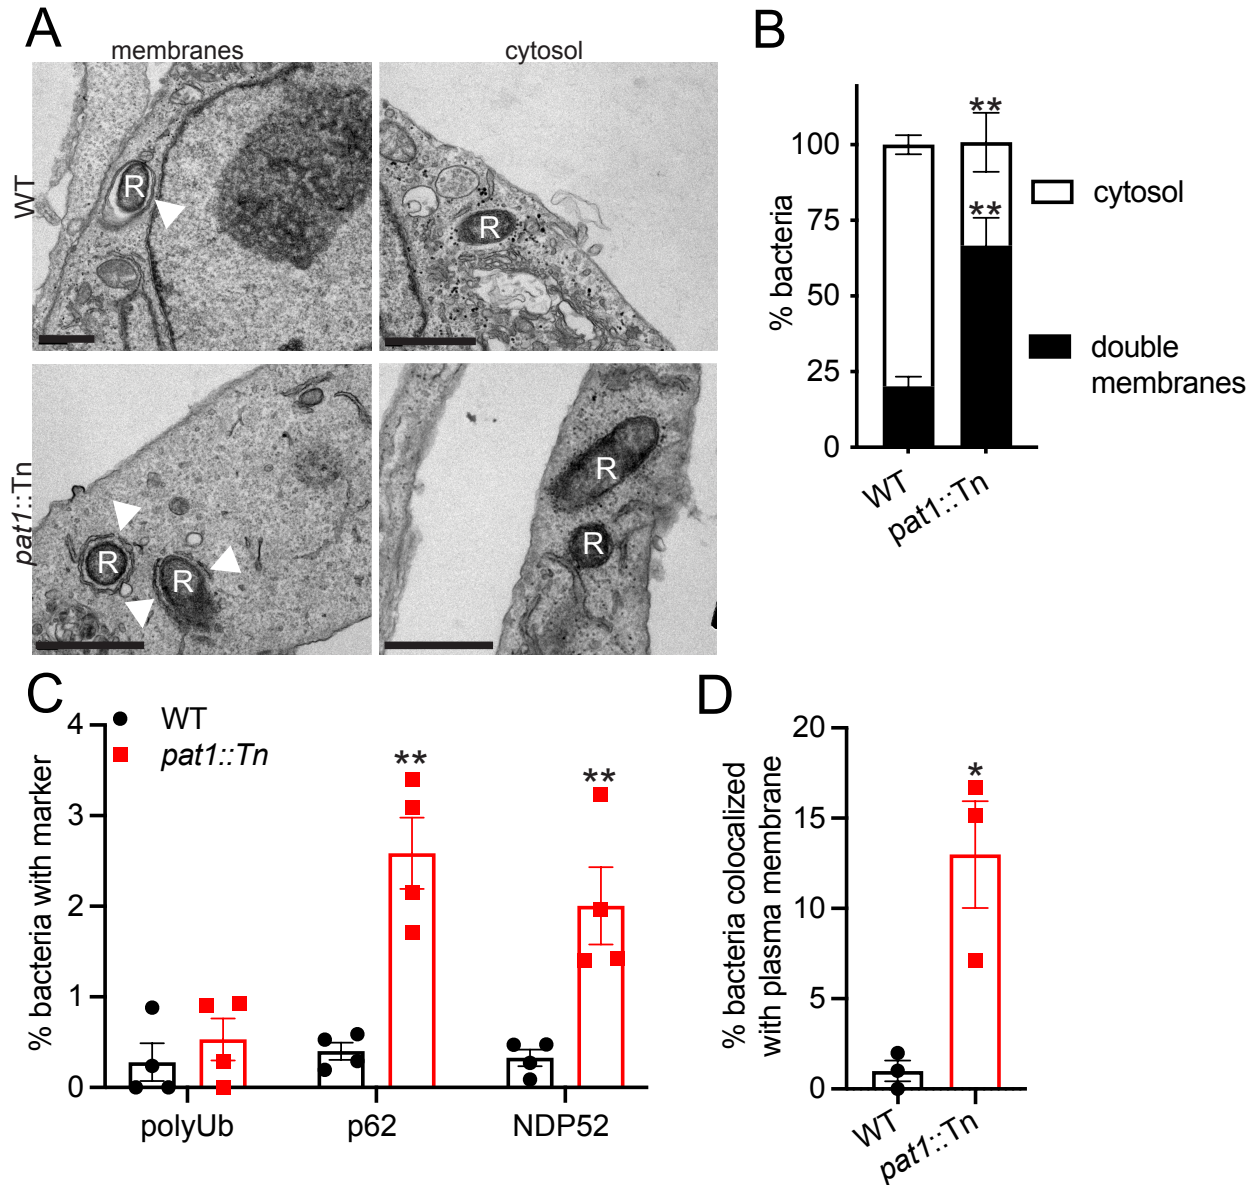 A
membranes
cytosol
WT
R
R
pat1::Tn
R
R
R
R
B
% bacteria
100
75
50
25
0
**
**
WT
pat1::Tn
cytosol
double
membranes
C
WT
pat1::Tn
% bacteria with marker
4
3
2
1
0
**
**
polyUb
p62
NDP52
D
% bacteria colocalized
with plasma membrane
20
15
10
5
0
*
WT
pat1::Tn